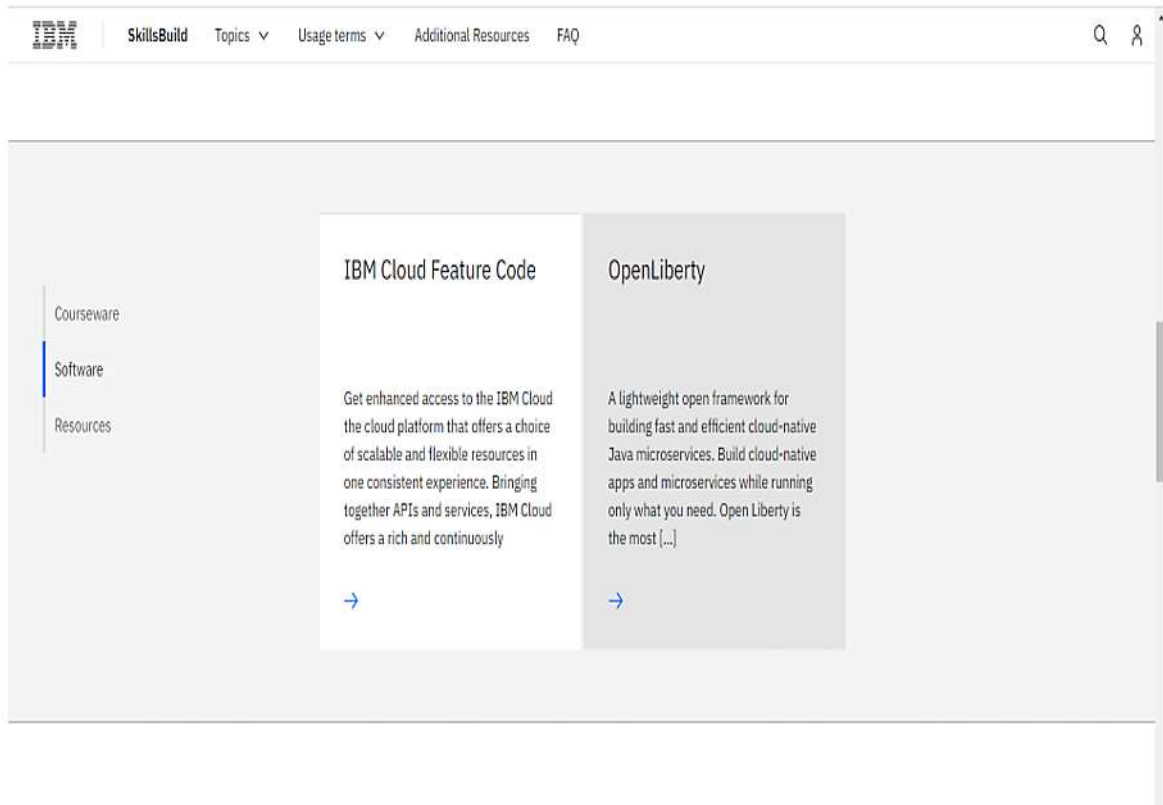 IBM SkillsBuild Topics Usage terms Additional Resources FAQ
Courseware
Software
Resources
IBM Cloud Feature Code
Get enhanced access to the IBM Cloud
the cloud platform that offers a choice
of scalable and flexible resources in
one consistent experience. Bringing
together APIs and services, IBM Cloud
offers a rich and continuously
OpenLiberty
A lightweight open framework for
building fast and efficient cloud-native
Java microservices. Build cloud-native
apps and microservices while running
only what you need. Open Liberty is
the most [...]